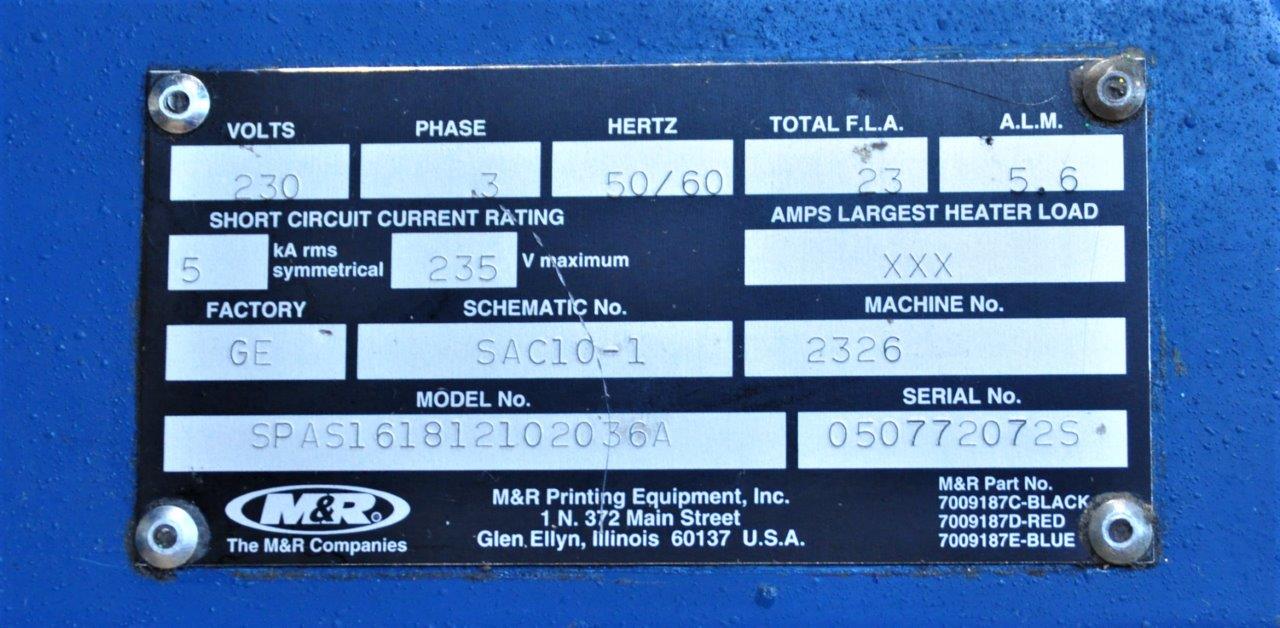 VOLTS PHASE HERTZ TOTAL F.L.A. A.L.M.
230 3 50/60 23 5.6
SHORT CIRCUIT CURRENT RATING AMPS LARGEST HEATER LOAD
5 kA rms symmetrical 235 V maximum XXX
FACTORY SCHEMATIC No. MACHINE No.
GE SAC10-1 2326
MODEL No. SERIAL No.
SPAS161812102036A 050772072S
M&R
The M&R Companies
M&R Printing Equipment, Inc.
1 N. 372 Main Street
Glen Ellyn, Illinois 60137 U.S.A.
M&R Part No.
7009187C-BLACK
7009187D-RED
7009187E-BLUE